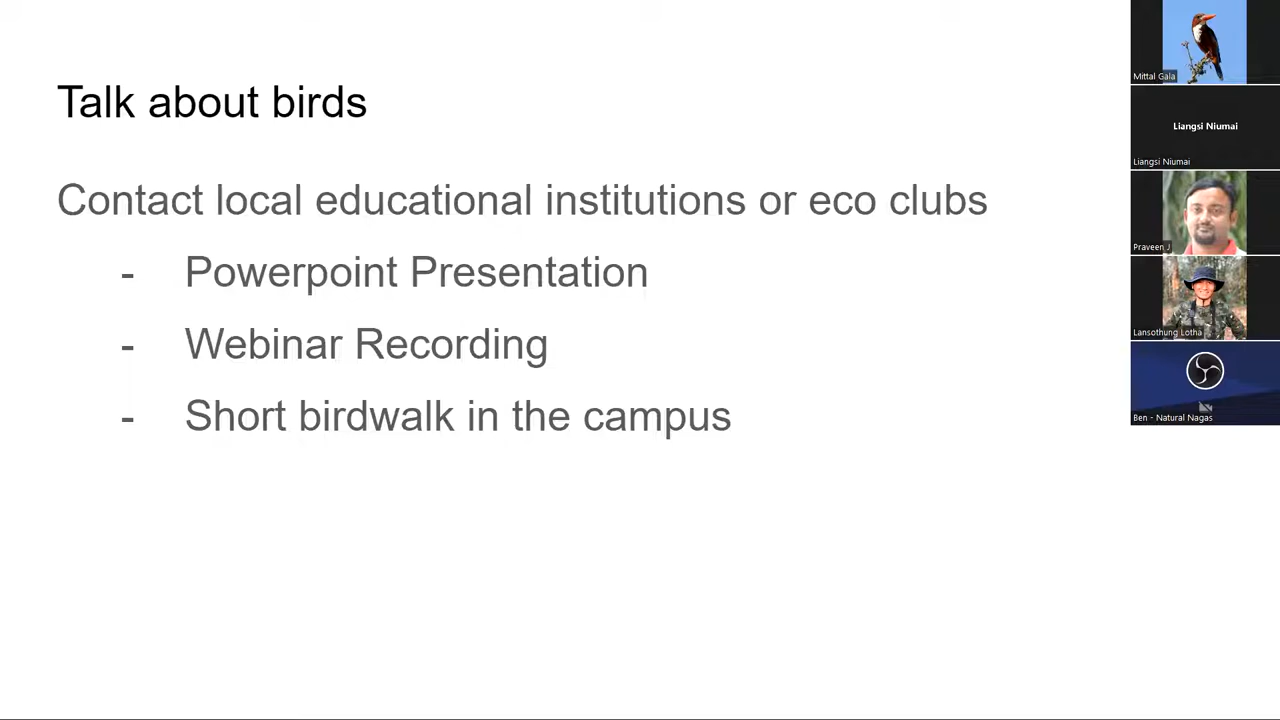 Talk about birds
Contact local educational institutions or eco clubs
- Powerpoint Presentation
- Webinar Recording
- Short birdwalk in the campus
Mittal Gala
Liangsi Niumai
Liangsi Niumai
Praveen J
Lansothung Lotha
Ben - Natural Nagas